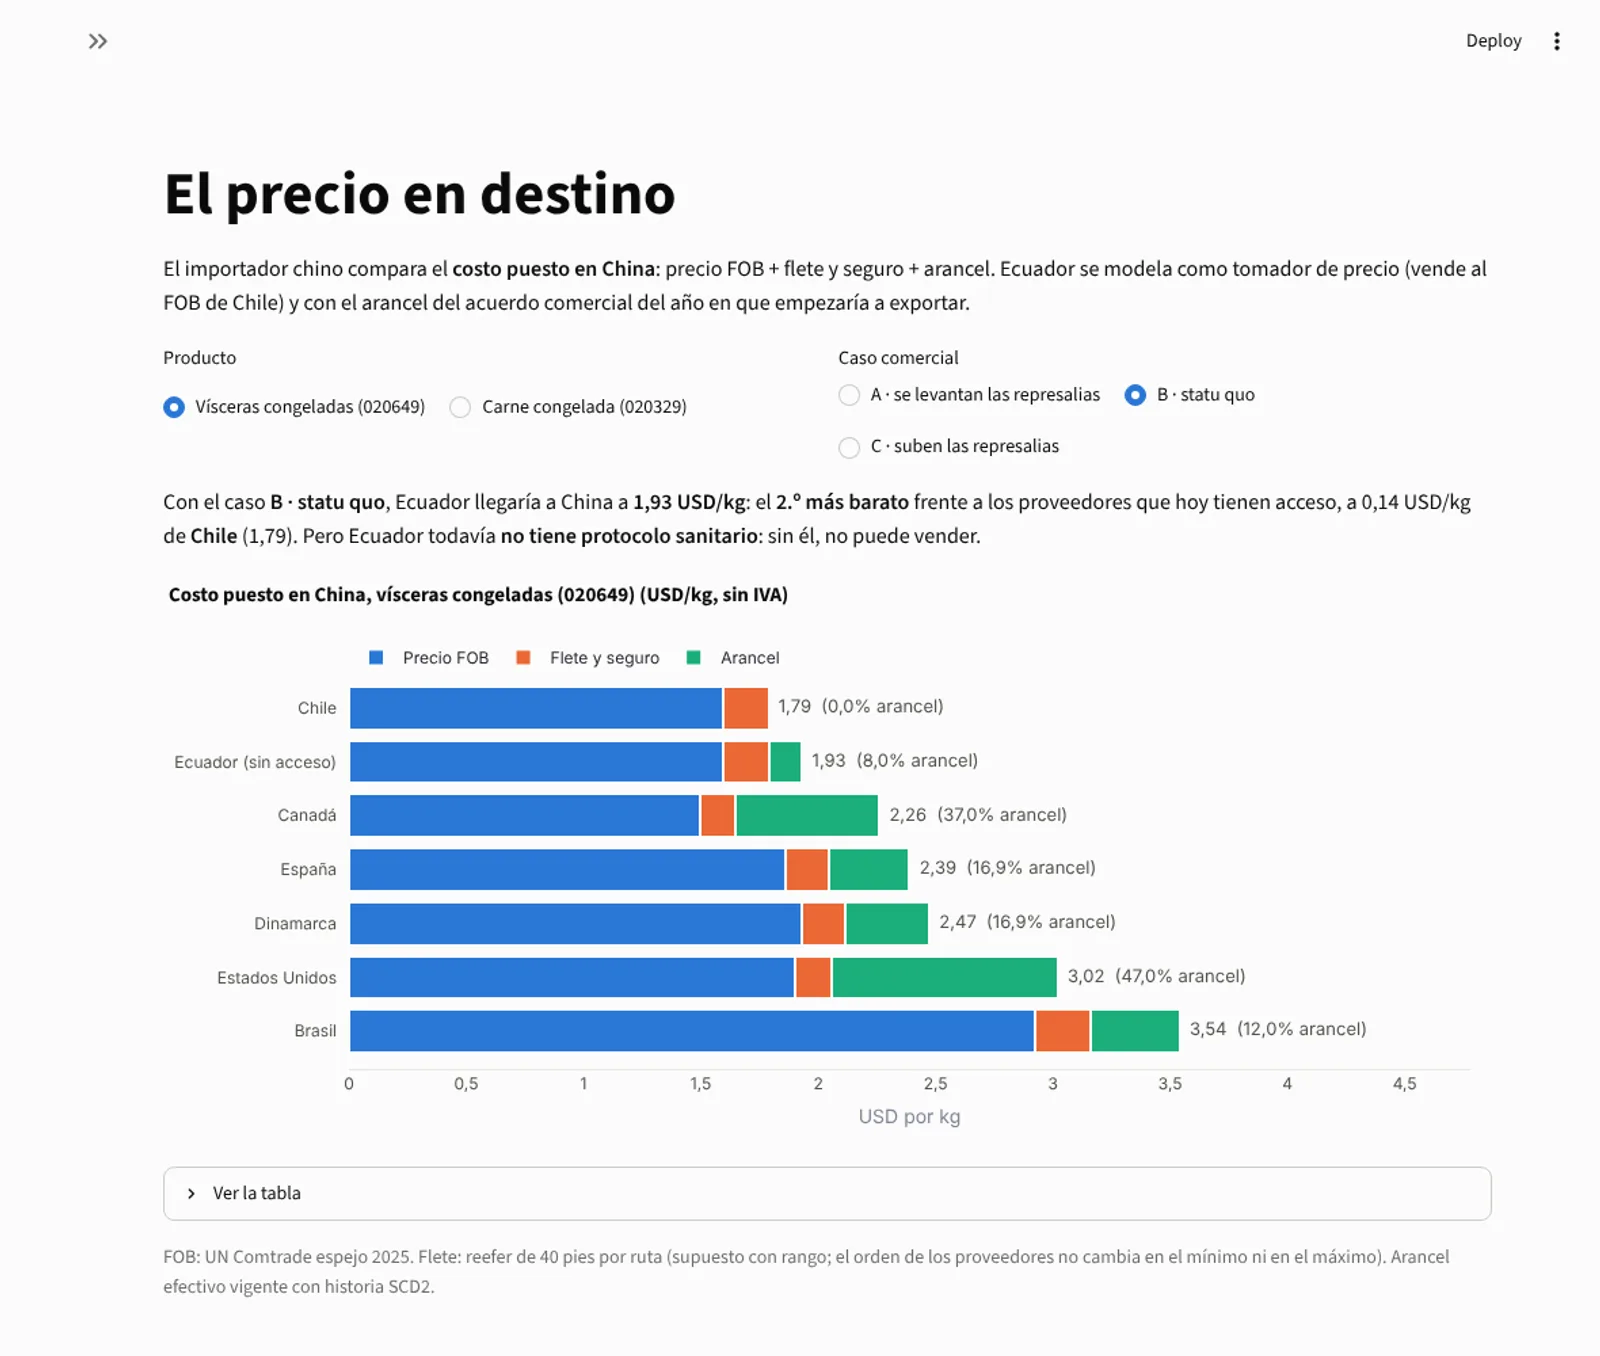 Deploy
El precio en destino
El importador chino compara el costo puesto en China: precio FOB + flete y seguro + arancel. Ecuador se modela como tomador de precio (vende al
FOB de Chile) y con el arancel del acuerdo comercial del año en que empezaría a exportar.
Producto
Vísceras congeladas (020649) Carne congelada (020329)
Caso comercial
A · se levantan las represalias B · statu quo
C · suben las represalias
Con el caso B · statu quo, Ecuador llegaría a China a 1,93 USD/kg: el 2.º más barato frente a los proveedores que hoy tienen acceso, a 0,14 USD/kg
de Chile (1,79). Pero Ecuador todavía no tiene protocolo sanitario: sin él, no puede vender.
Costo puesto en China, vísceras congeladas (020649) (USD/kg, sin IVA)
Precio FOB Flete y seguro Arancel
Chile 1,79 (0,0% arancel)
Ecuador (sin acceso) 1,93 (8,0% arancel)
Canadá 2,26 (37,0% arancel)
España 2,39 (16,9% arancel)
Dinamarca 2,47 (16,9% arancel)
Estados Unidos 3,02 (47,0% arancel)
Brasil 3,54 (12,0% arancel)
0 0,5 1 1,5 2 2,5 3 3,5 4 4,5
USD por kg
Ver la tabla
FOB: UN Comtrade espejo 2025. Flete: reefer de 40 pies por ruta (supuesto con rango; el orden de los proveedores no cambia en el mínimo ni en el máximo). Arancel
efectivo vigente con historia SCD2.